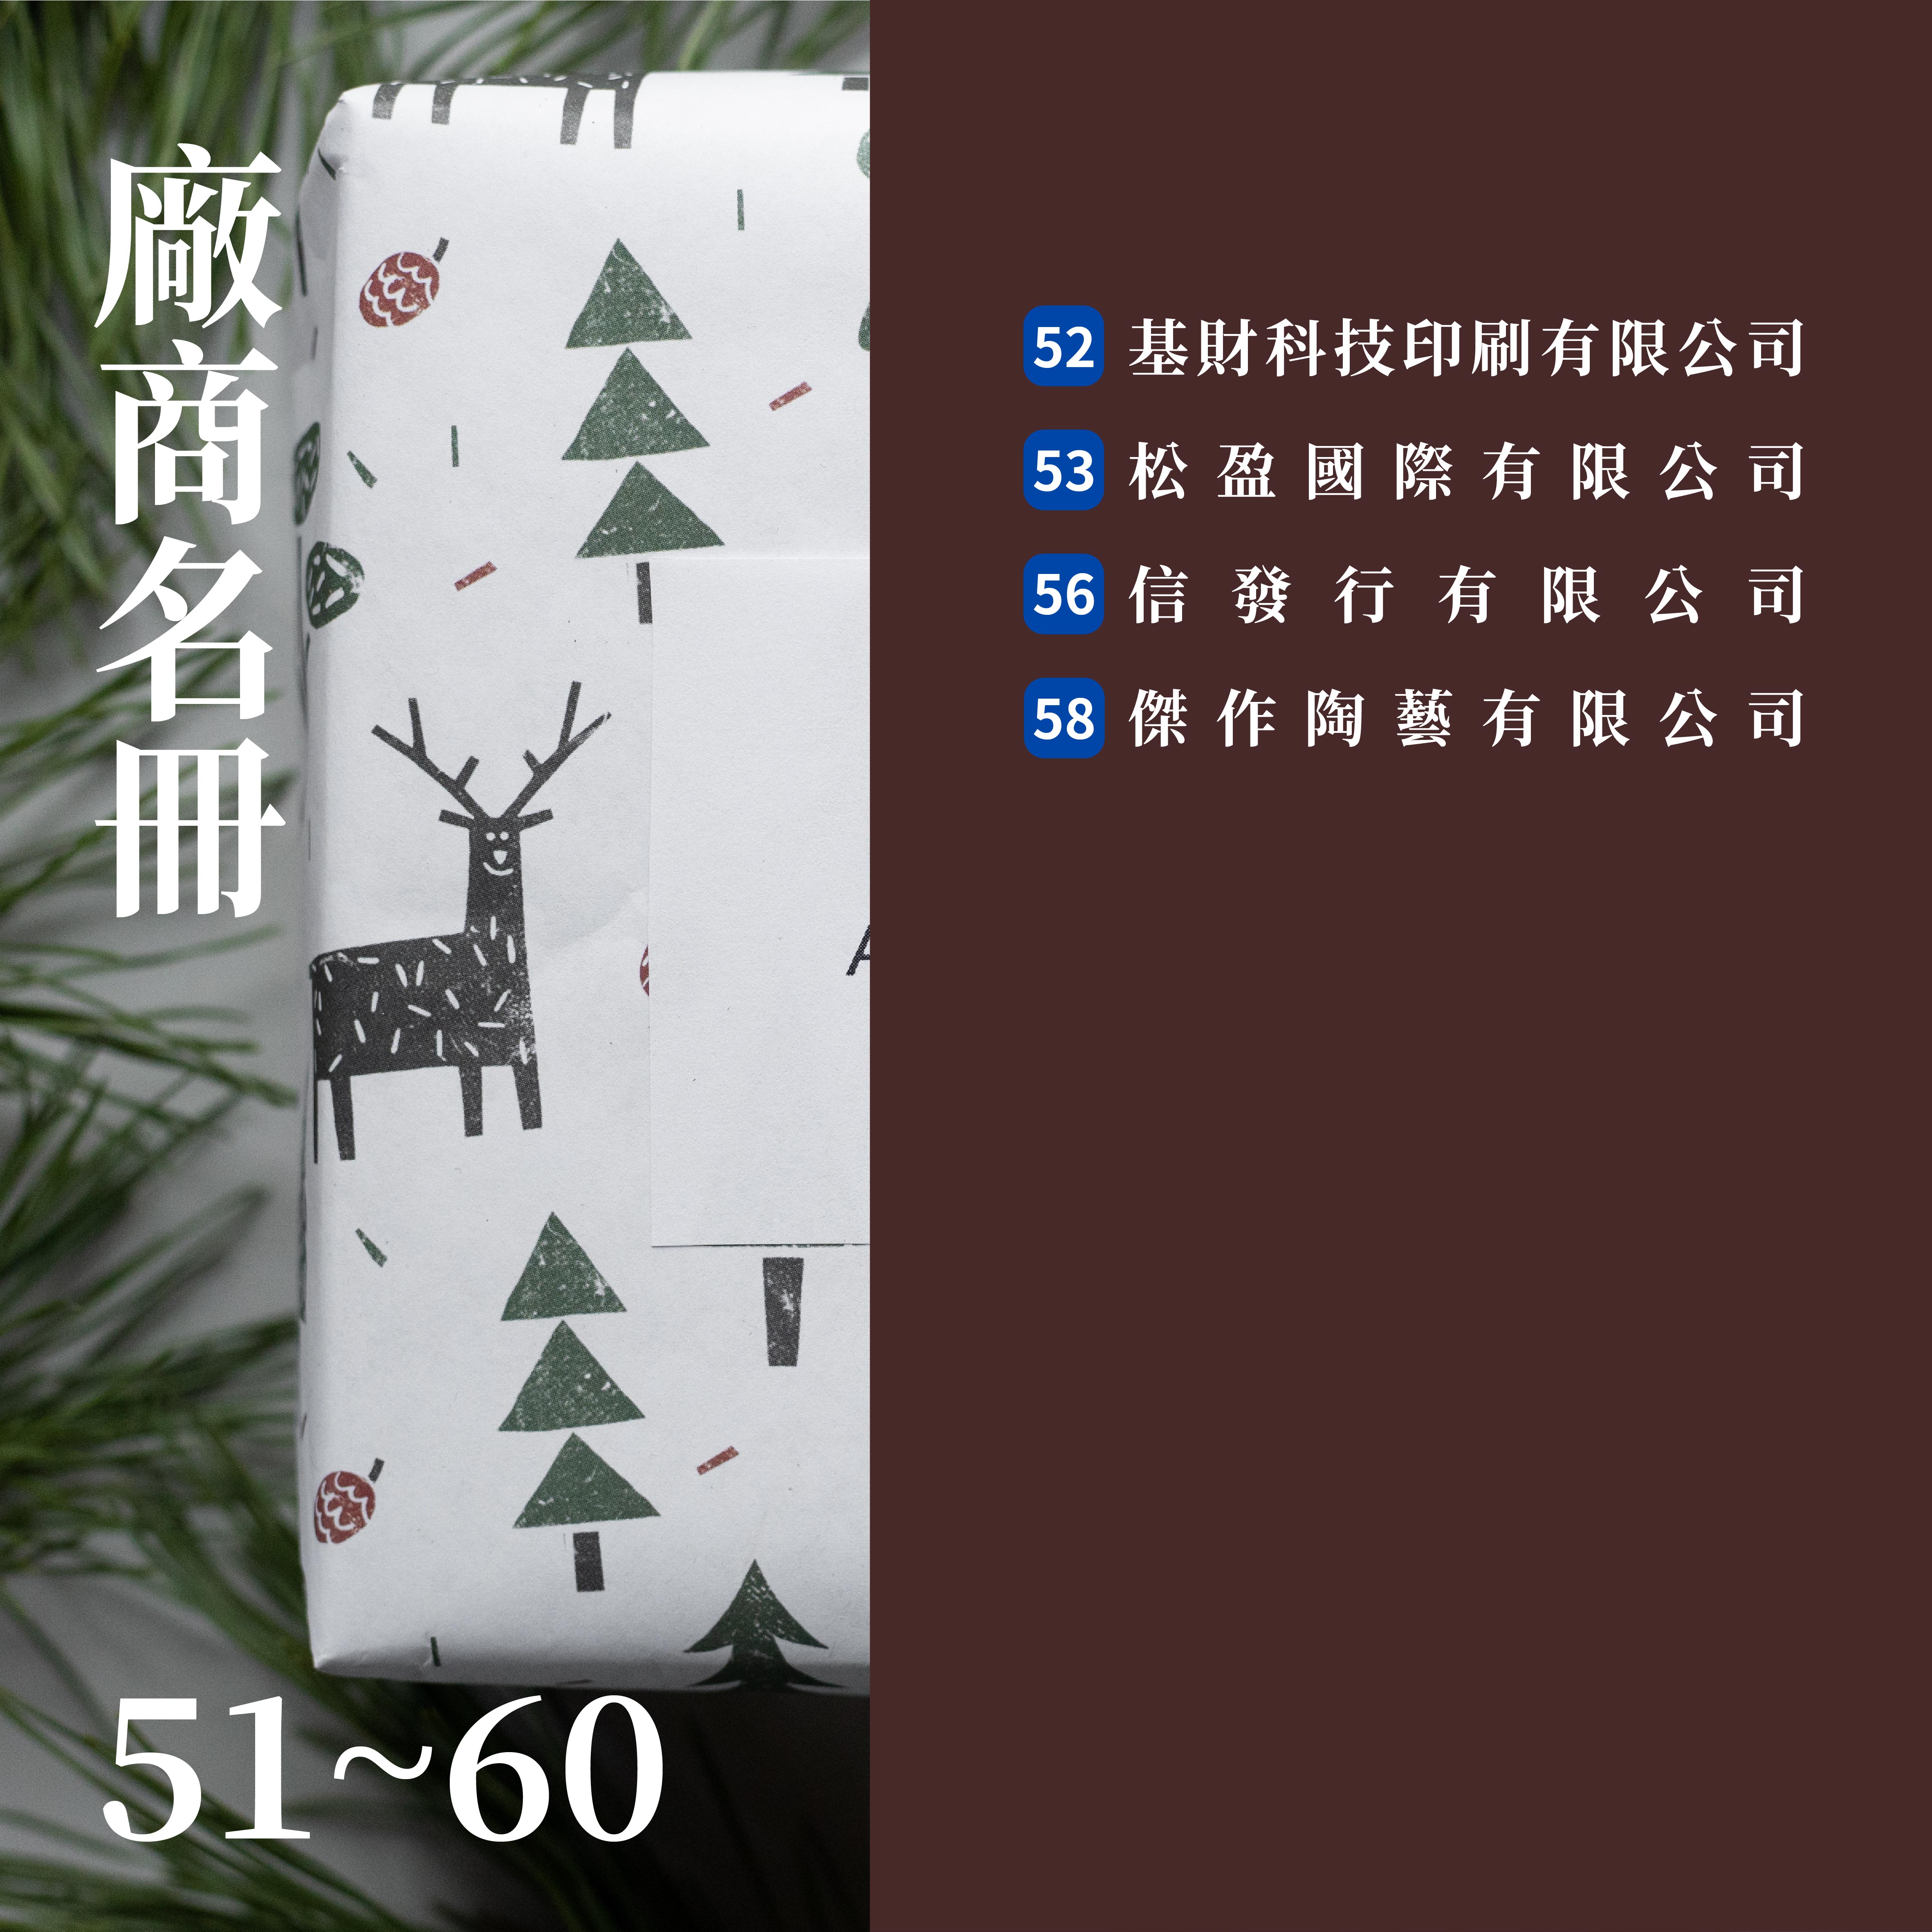 廠商名冊
51~60
52 基財科技印刷有限公司
53 松盈國際有限公司
56 信發行有限公司
58 傑作陶藝有限公司